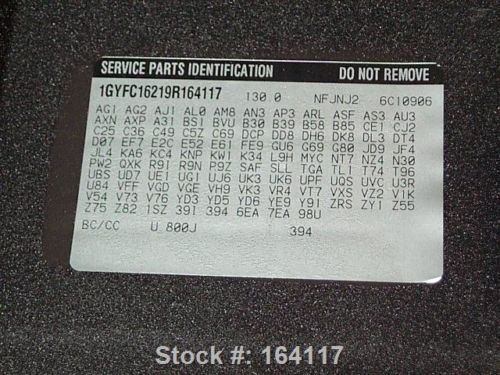 SERVICE PARTS IDENTIFICATION DO NOT REMOVE
1GYFC16219R164117 130.0 NFJNJ2 6C10906
AG1 AG2 AJ1 AL0 AM8 AN3 AP3 ARL ASF AS3 AU3
AXN AXP A31 BS1 BVU B30 B39 B58 B85 CE1 CJ2
C25 C36 C49 C5Z C69 DCP DD8 DH6 DK8 DL3 DT4
D07 EF7 E2C E52 E61 FE9 GU6 G69 G80 JD9 JF4
JL4 KA6 KC4 KNP KW1 K34 L9H MYC NT7 NZ4 N30
PW2 QXK R9I R9N P9Z SAF SLL TGA TL1 T74 T96
UBS UD7 UE1 UG1 UJ6 UK3 UK6 UPF UQS UVC U3R
U84 VFF VGD VGE VH9 VK3 VRG VT7 VXS VZ2 V1K
V54 V73 V76 YD3 YD5 YD6 YE9 Y91 ZRS ZY1 Z55
Z75 Z82 1SZ 39I 394 6EA 7EA 98U
BC/CC U 800J 394
Stock #: 164117